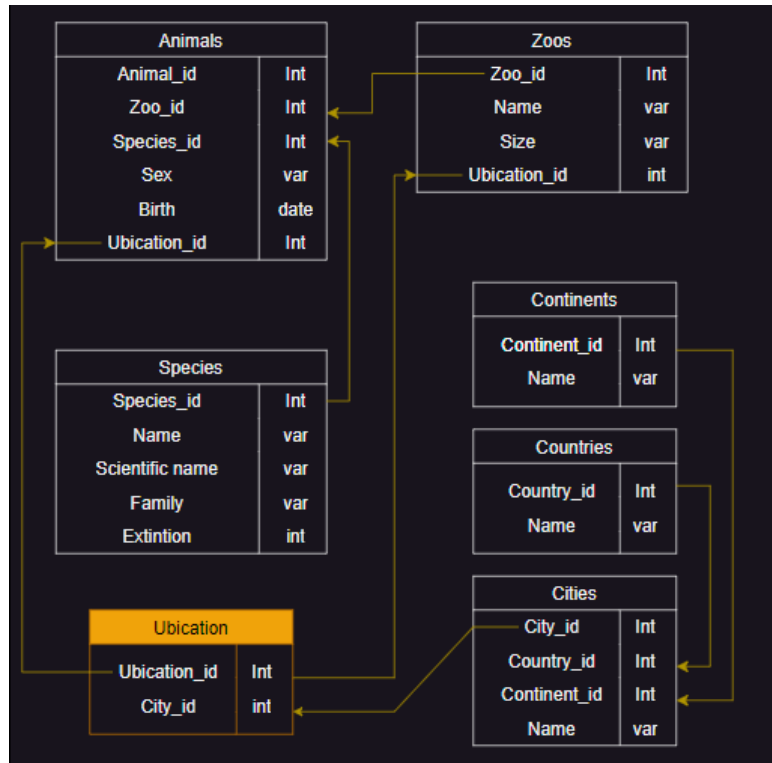 Animals
Animal_id Int
Zoo_id Int
Species_id Int
Sex var
Birth date
Ubication_id Int
Zoos
Zoo_id Int
Name var
Size var
Ubication_id int
Species
Species_id Int
Name var
Scientific name var
Family var
Extintion int
Continents
Continent_id Int
Name var
Countries
Country_id Int
Name var
Ubication
Ubication_id Int
City_id int
Cities
City_id Int
Country_id Int
Continent_id Int
Name var